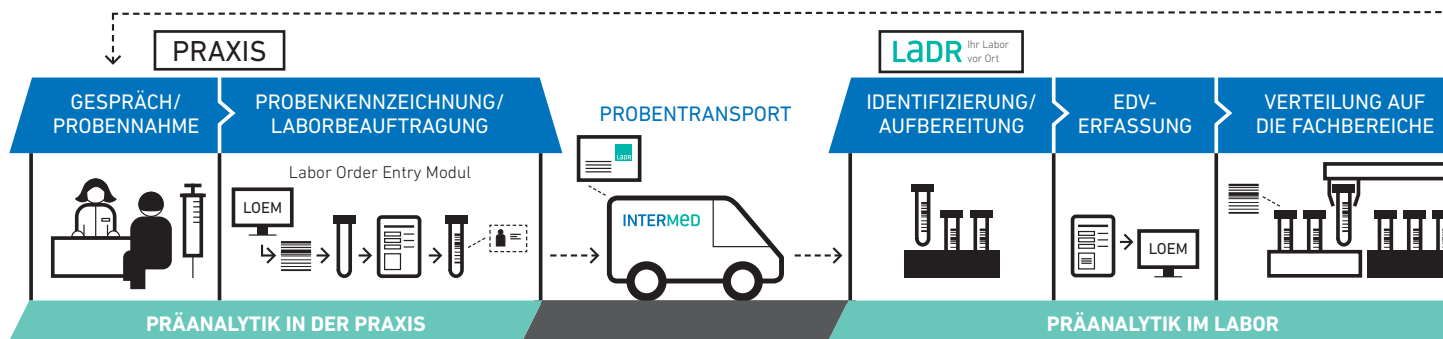 PRAXIS
LaDR Ihr Labor
vor Ort
GESPRÄCH/
PROBENNAHME
PROBENKENNZEICHNUNG/
LABORBEAUFTRAGUNG
PROBENTRANSPORT
IDENTIFIZIERUNG/
AUFBEREITUNG
EDV-
ERFASSUNG
VERTEILUNG AUF
DIE FACHBEREICHE
Labor Order Entry Modul
LOEM
LaDR
INTERMED
LOEM
PRÄANALYTIK IN DER PRAXIS
PRÄANALYTIK IM LABOR